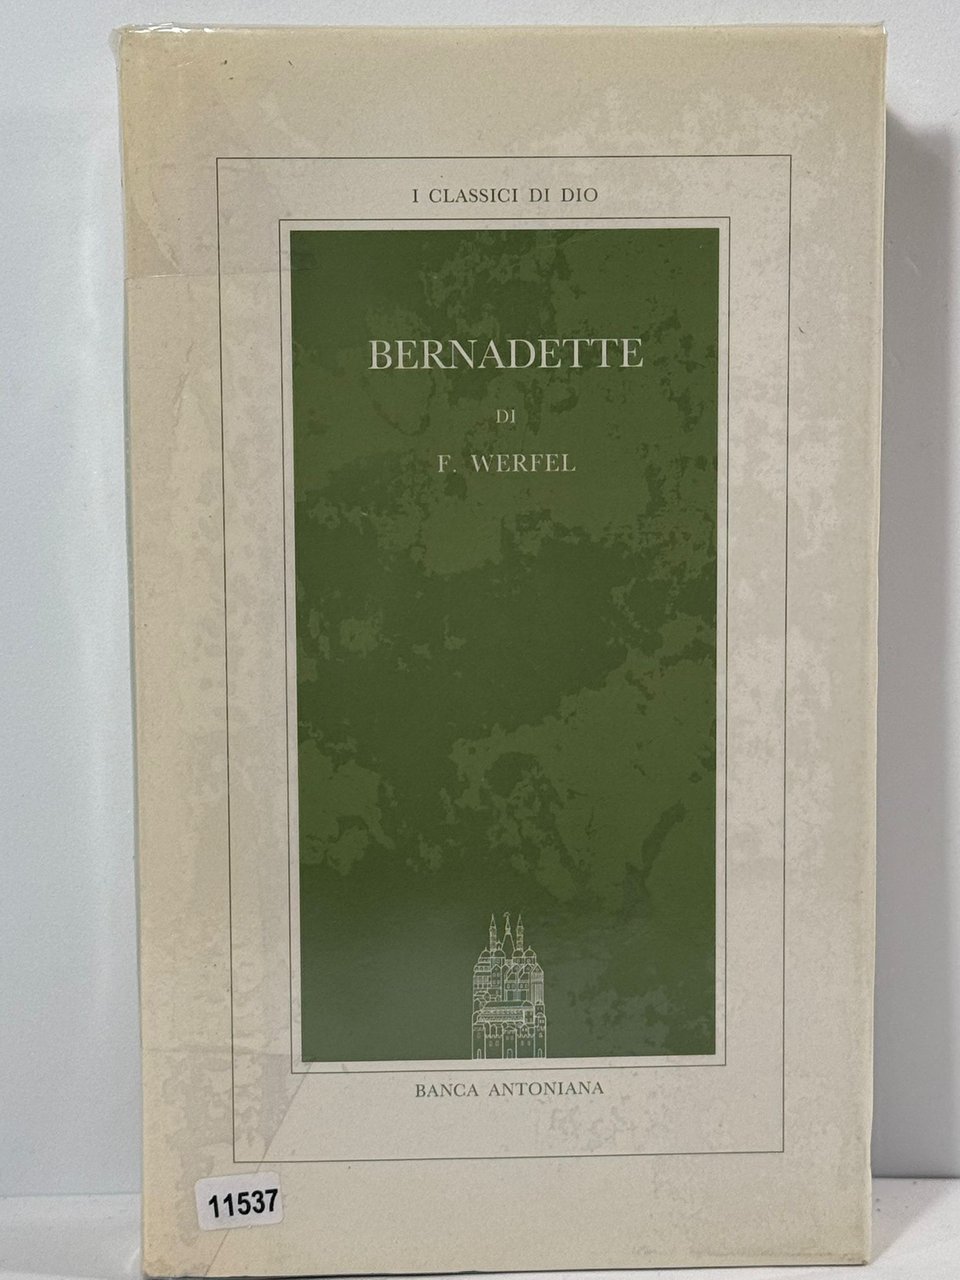 I CLASSICI DI DIO
BERNADETTE
DI
F. WERFEL
BANCA ANTONIANA
11537